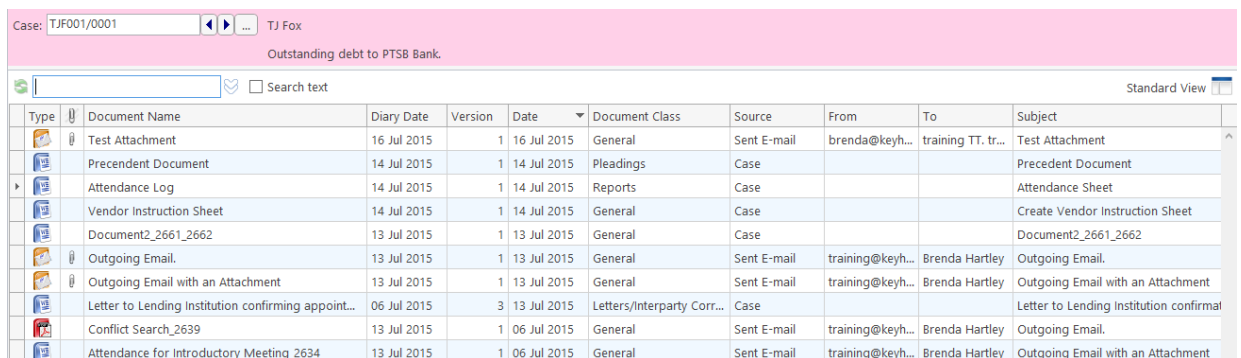 Case: TJF001/0001 ... TJ Fox
Outstanding debt to PTSB Bank.
Search text Standard View
Type Document Name Diary Date Version Date Document Class Source From To Subject
Test Attachment 16 Jul 2015 1 16 Jul 2015 General Sent E-mail brenda@keyh... training TT. tr... Test Attachment
Precendent Document 14 Jul 2015 1 14 Jul 2015 Pleadings Case Precedent Document
Attendance Log 14 Jul 2015 1 14 Jul 2015 Reports Case Attendance Sheet
Vendor Instruction Sheet 14 Jul 2015 1 14 Jul 2015 General Case Create Vendor Instruction Sheet
Document2_2661_2662 13 Jul 2015 1 13 Jul 2015 General Case Document2_2661_2662
Outgoing Email. 13 Jul 2015 1 13 Jul 2015 General Sent E-mail training@keyh... Brenda Hartley Outgoing Email.
Outgoing Email with an Attachment 13 Jul 2015 1 13 Jul 2015 General Sent E-mail training@keyh... Brenda Hartley Outgoing Email with an Attachment
Letter to Lending Institution confirming appoint... 06 Jul 2015 3 13 Jul 2015 Letters/Interparty Corr... Case Letter to Lending Institution confirmat
Conflict Search_2639 13 Jul 2015 1 06 Jul 2015 General Sent E-mail training@keyh... Brenda Hartley Outgoing Email.
Attendance for Introductory Meeting 2634 13 Jul 2015 1 06 Jul 2015 General Sent E-mail training@keyh... Brenda Hartley Outgoing Email with an Attachment